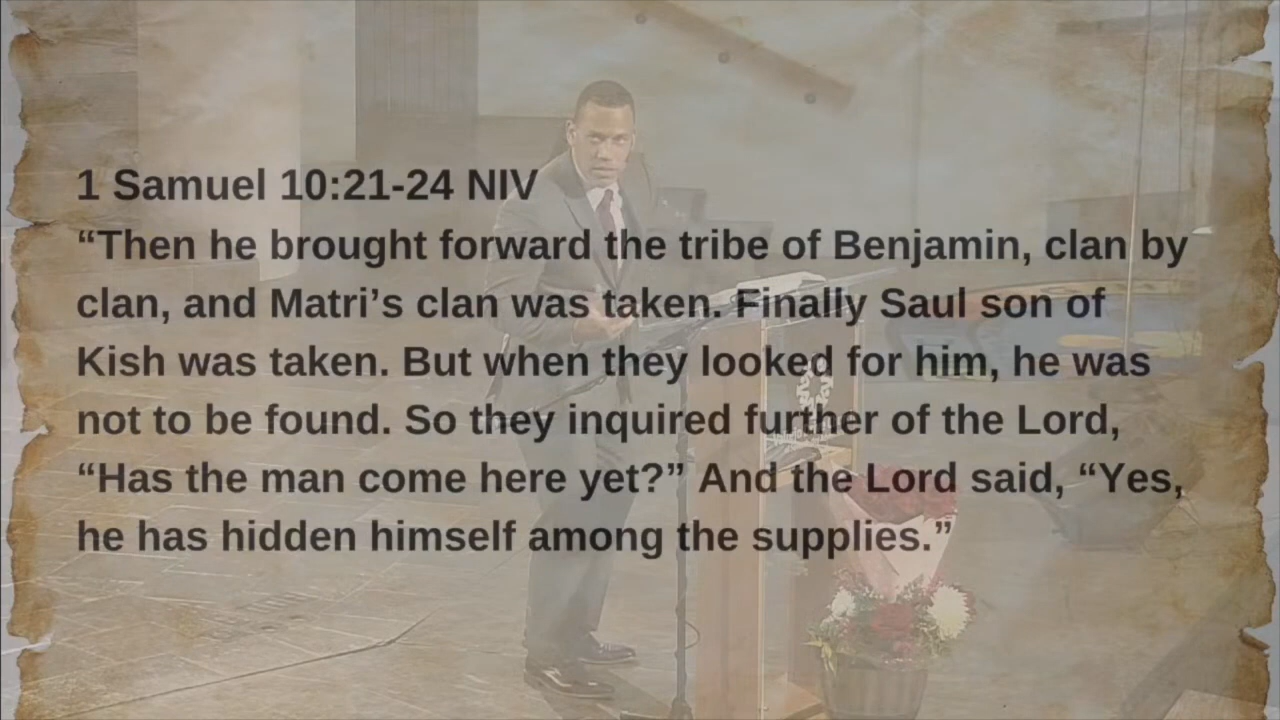 1 Samuel 10:21-24 NIV
“Then he brought forward the tribe of Benjamin, clan by
clan, and Matri’s clan was taken. Finally Saul son of
Kish was taken. But when they looked for him, he was
not to be found. So they inquired further of the Lord,
“Has the man come here yet?” And the Lord said, “Yes,
he has hidden himself among the supplies.”